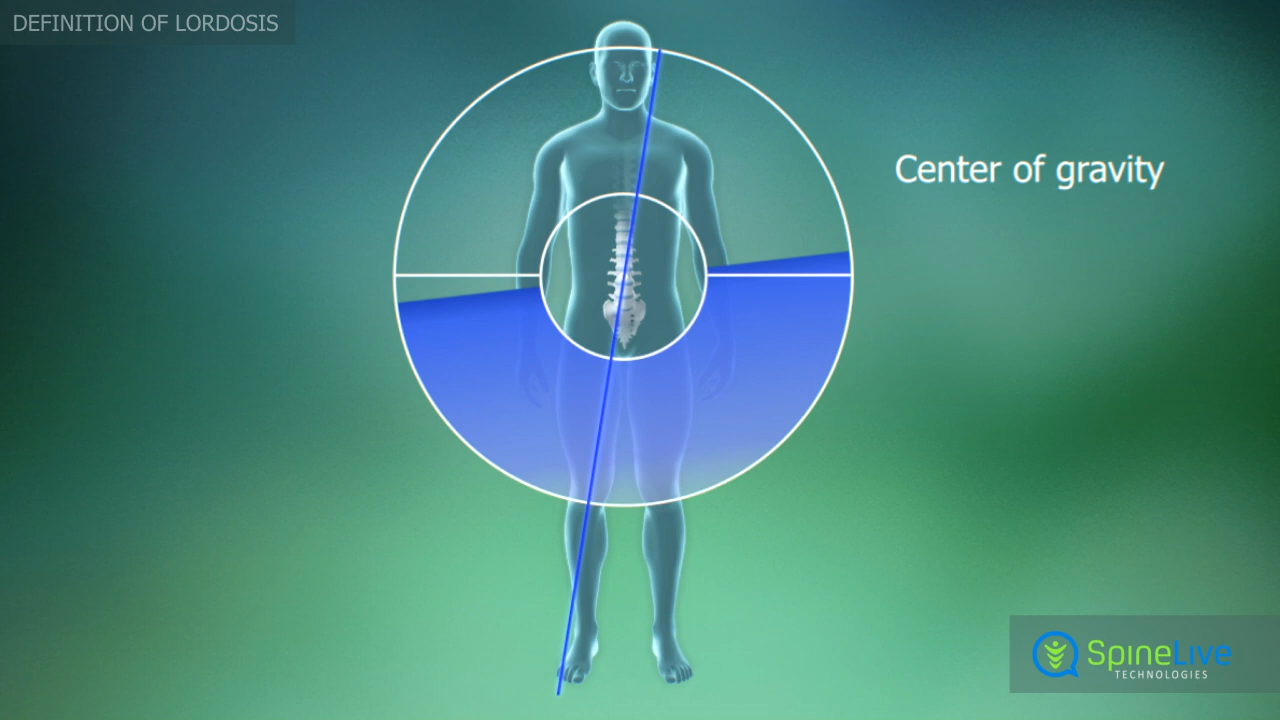 DEFINITION OF LORDOSIS
Center of gravity
SpineLive
TECHNOLOGIES